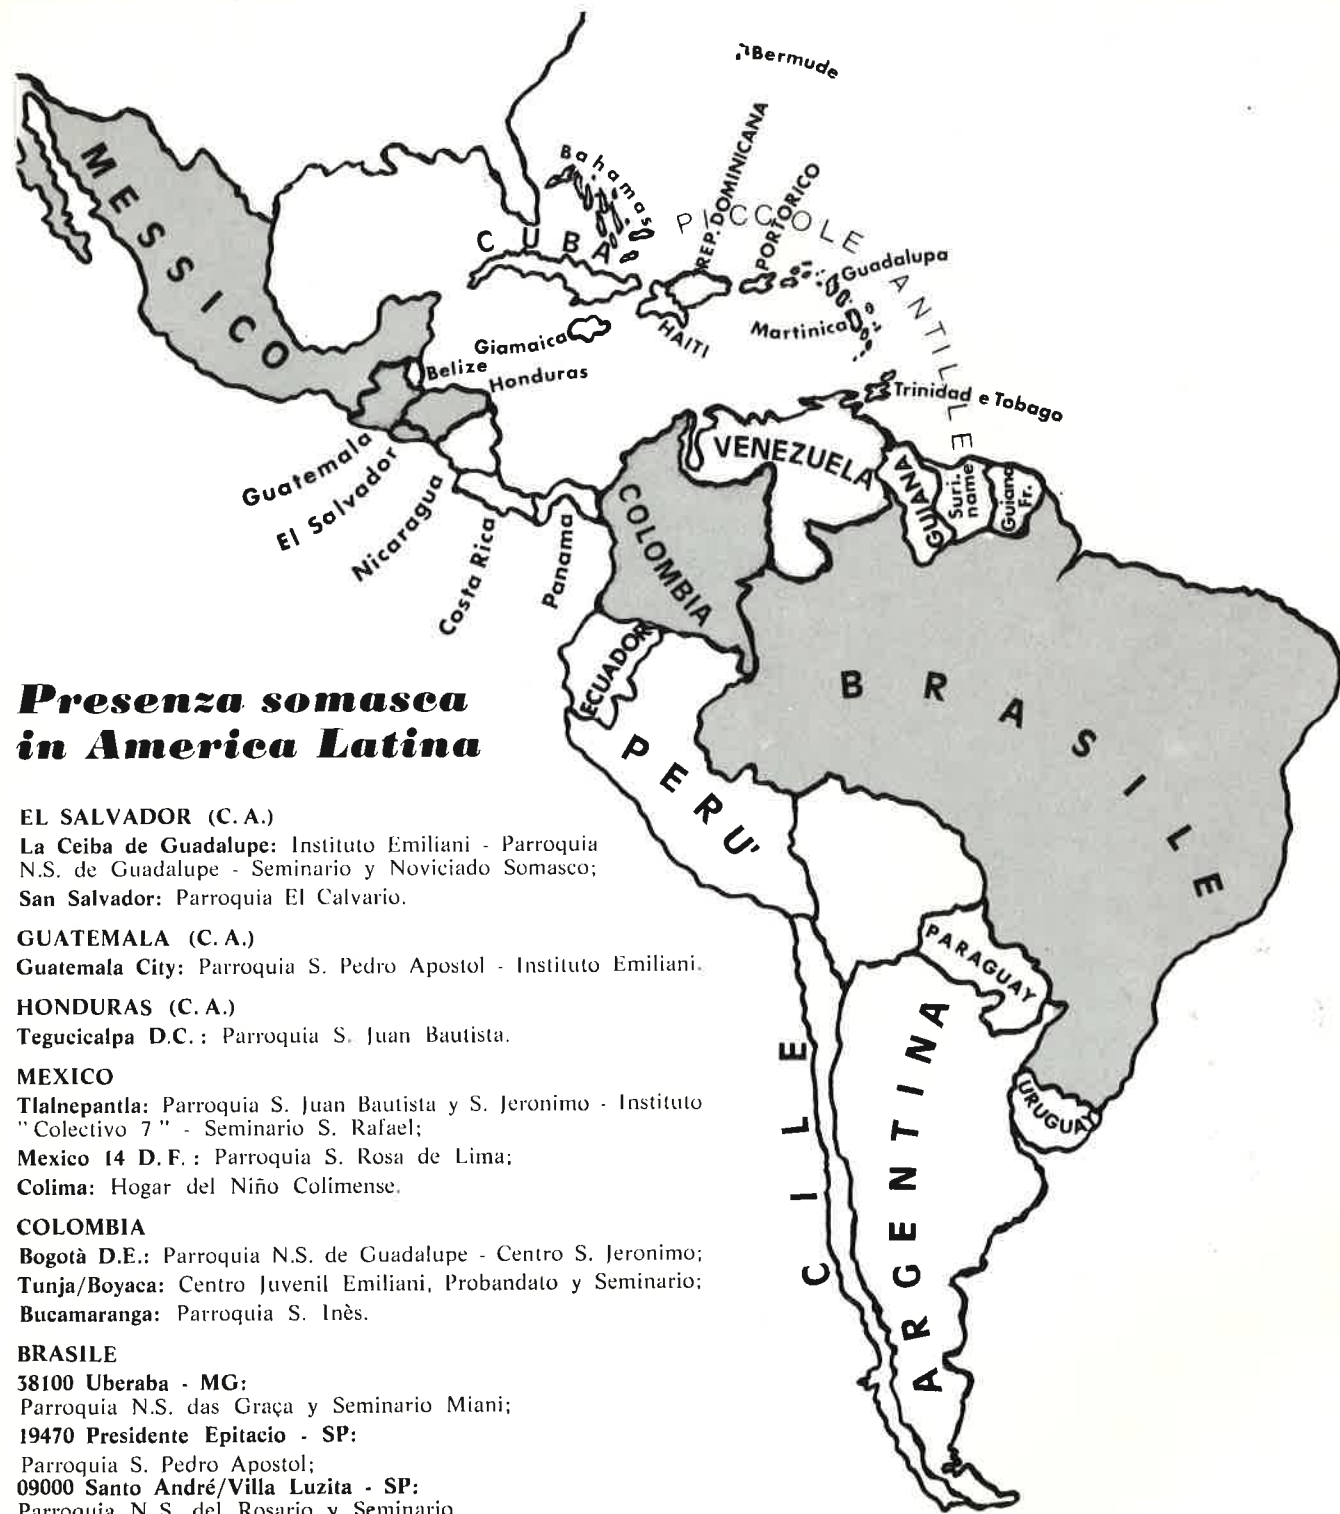 Bermude
Bahamas
CUBA
REP. DOMINICANA
PORTORICO
PICCOLE ANTILLE
Guadalupa
Martinica
HAITI
Giamaica
Belize
Honduras
Trinidad e Tobago
MESSICO
Guatemala
El Salvador
Nicaragua
Costa Rica
Panama
VENEZUELA
COLOMBIA
GUIANA
Suri.
name
Guiana
Fr.
ECUADOR
PERU'
BRASILE
PARAGUAY
CILE
ARGENTINA
URUGUAY
Presenza somasca
in America Latina
EL SALVADOR (C. A.)
La Ceiba de Guadalupe: Instituto Emiliani - Parroquia
N.S. de Guadalupe - Seminario y Noviciado Somasco;
San Salvador: Parroquia El Calvario.
GUATEMALA (C. A.)
Guatemala City: Parroquia S. Pedro Apostol - Instituto Emiliani.
HONDURAS (C. A.)
Tegucicalpa D.C. : Parroquia S. Juan Bautista.
MEXICO
Tlalnepantla: Parroquia S. Juan Bautista y S. Jeronimo - Instituto
"Colectivo 7" - Seminario S. Rafael;
Mexico 14 D. F. : Parroquia S. Rosa de Lima;
Colima: Hogar del Niño Colimense.
COLOMBIA
Bogotà D.E.: Parroquia N.S. de Guadalupe - Centro S. Jeronimo;
Tunja/Boyaca: Centro Juvenil Emiliani, Probandato y Seminario;
Bucamaranga: Parroquia S. Inès.
BRASILE
38100 Uberaba - MG:
Parroquia N.S. das Graça y Seminario Miani;
19470 Presidente Epitacio - SP:
Parroquia S. Pedro Apostol;
09000 Santo André/Villa Luzita - SP:
Parroquia N.S. del Rosario y Seminario